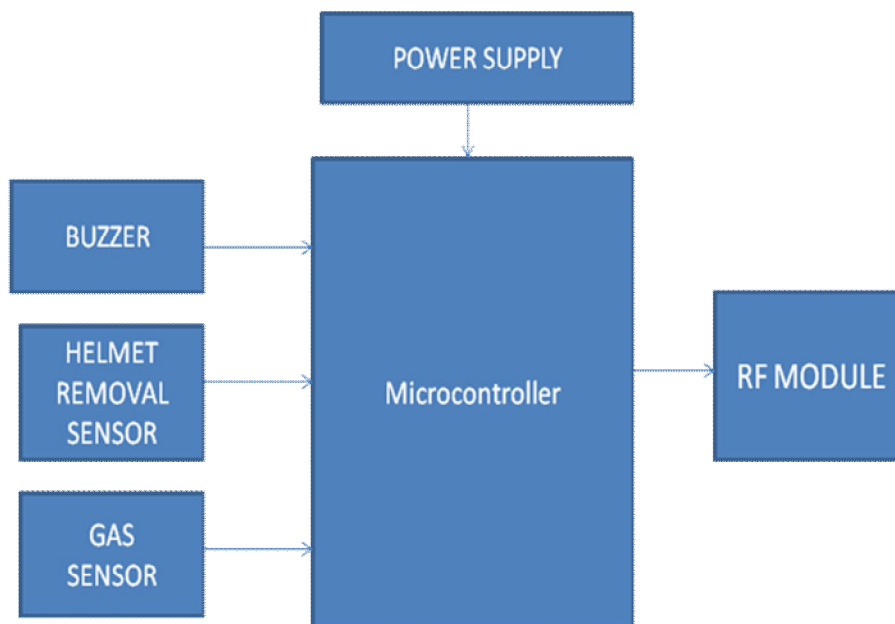 POWER SUPPLY
BUZZER
HELMET
REMOVAL
SENSOR
GAS
SENSOR
Microcontroller
RF MODULE